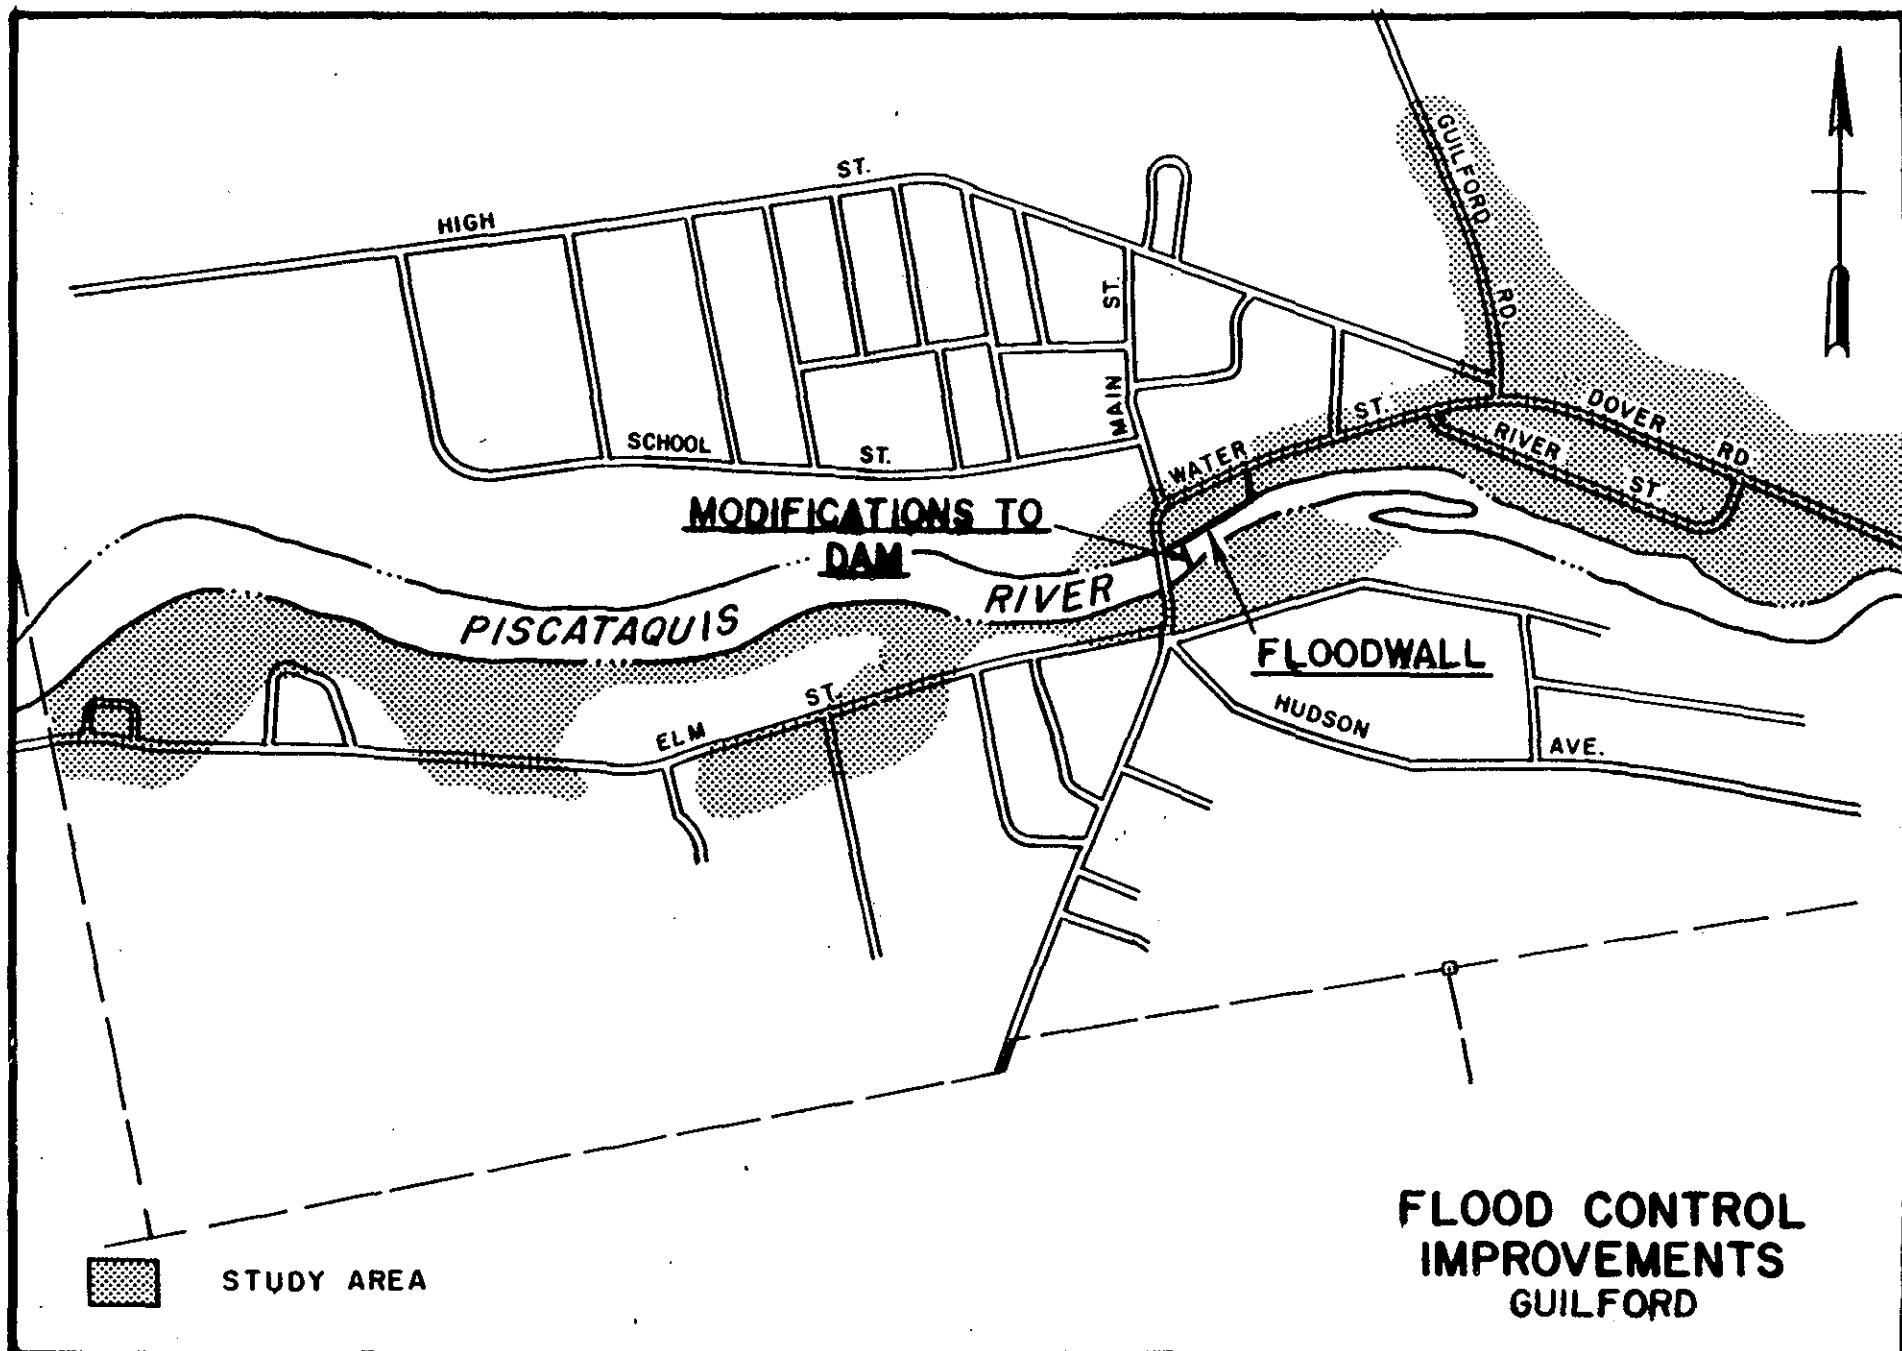 HIGH ST.
GUILFORD RD
ST.
MAIN
SCHOOL ST.
WATER ST.
DOVER RD
RIVER ST.
MODIFICATIONS TO
DAM
PISCATAQUIS RIVER
FLOODWALL
ELM ST.
HUDSON AVE.
FLOOD CONTROL
IMPROVEMENTS
GUILFORD
STUDY AREA